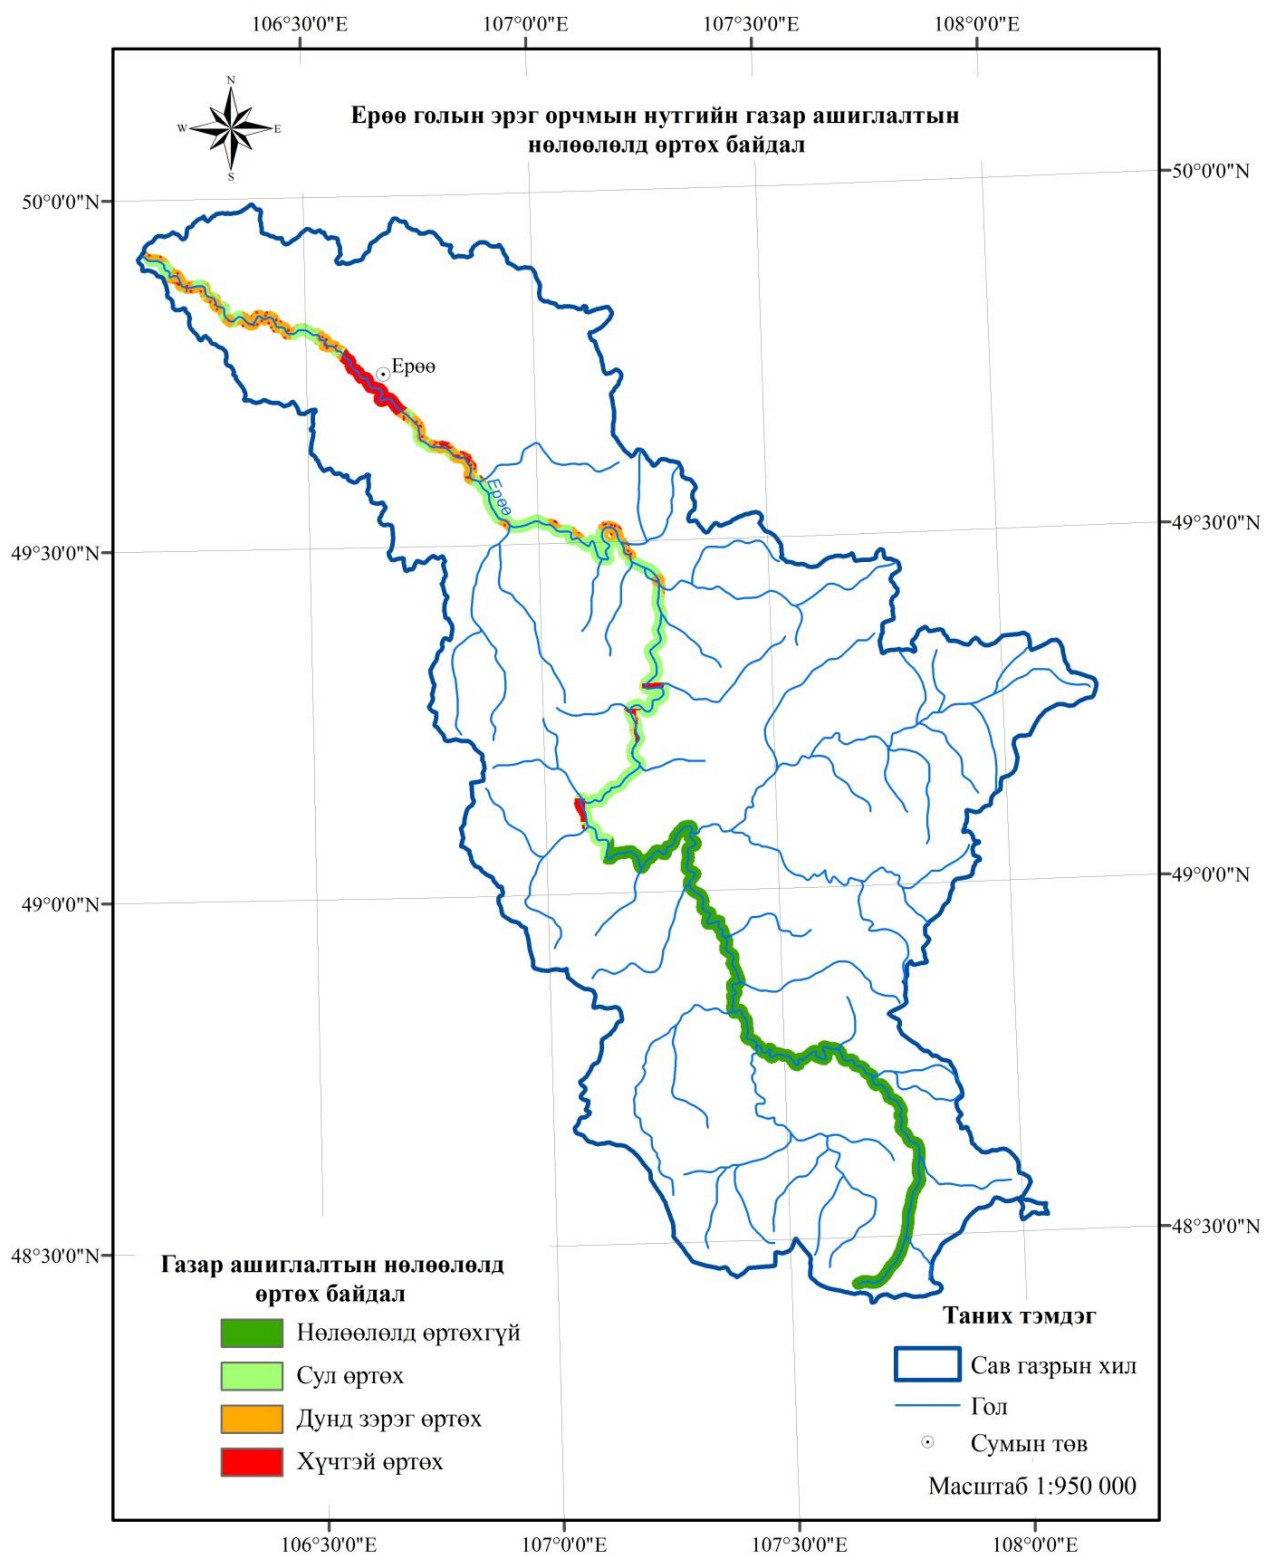 106°30'0"E
107°0'0"E
107°30'0"E
108°0'0"E
N
W
E
S
Ерөө голын эрэг орчмын нутгийн газар ашиглалтын
нөлөөлөлд өртөх байдал
50°0'0"N
50°0'0"N
Ерөө
Ерөө
49°30'0"N
49°30'0"N
49°0'0"N
49°0'0"N
48°30'0"N
48°30'0"N
Газар ашиглалтын нөлөөлөлд
өртөх байдал
Нөлөөлөлд өртөхгүй
Сул өртөх
Дунд зэрэг өртөх
Хүчтэй өртөх
Таних тэмдэг
Сав газрын хил
Гол
Сумын төв
Масштаб 1:950 000
106°30'0"E
107°0'0"E
107°30'0"E
108°0'0"E